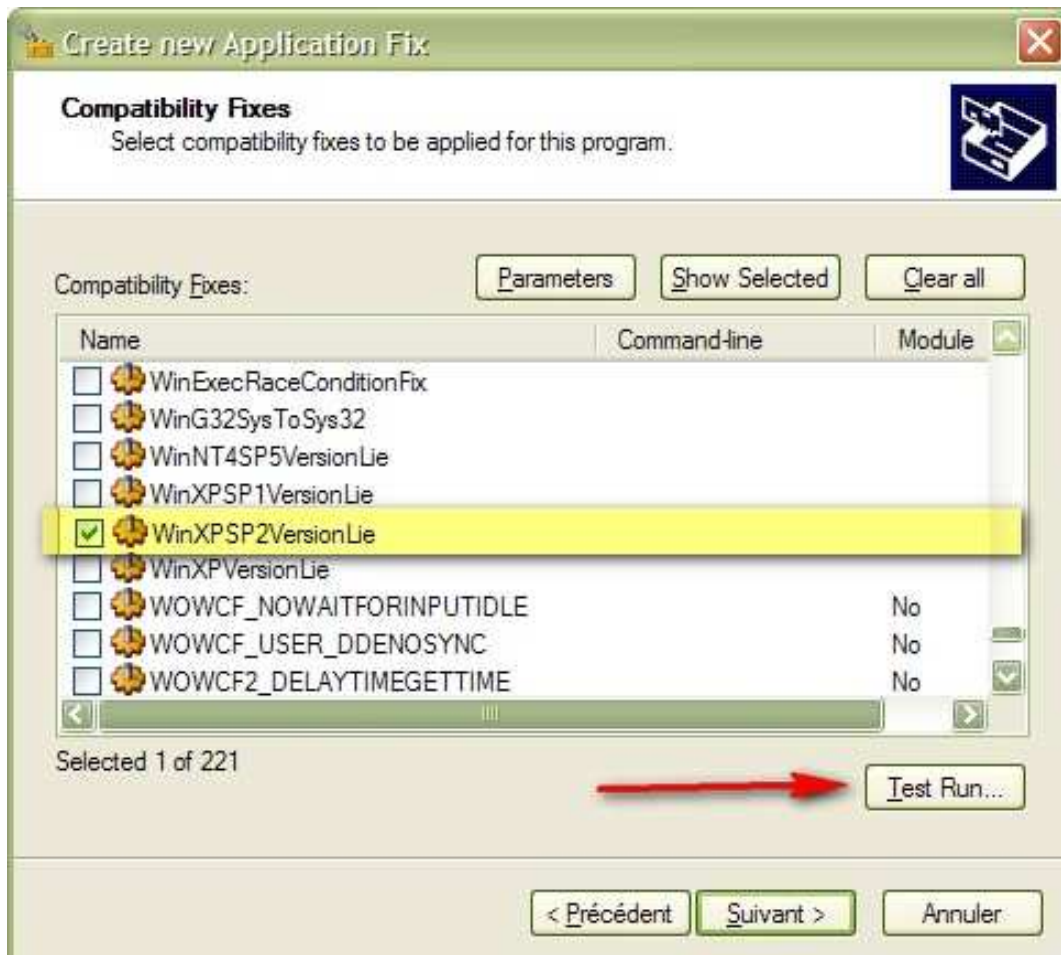 Create new Application Fix
Compatibility Fixes
Select compatibility fixes to be applied for this program.
Compatibility Fixes:
Parameters
Show Selected
Clear all
Name Command-line Module
WinExecRaceConditionFix
WinG32SysToSys32
WinNT4SP5VersionLie
WinXPSP1VersionLie
WinXPSP2VersionLie
WinXPVersionLie
WOWCF_NOWAITFORINPUTIDLE No
WOWCF_USER_DDENOSYNC No
WOWCF2_DELAYTIMEGETTIME No
Selected 1 of 221
Test Run...
< Précédent
Suivant >
Annuler